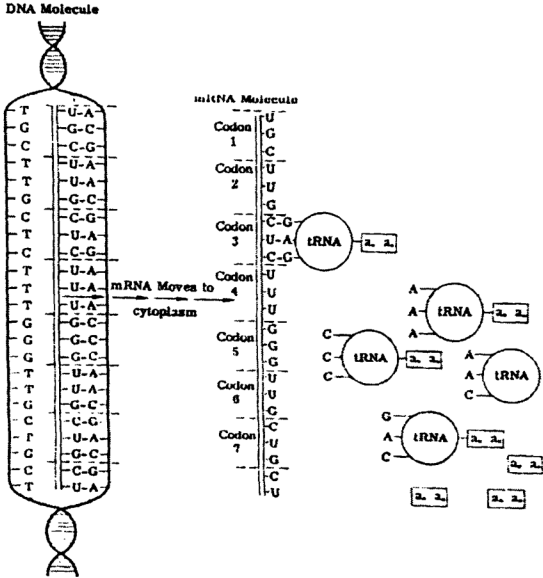 DNA Molecule
T U-A
G G-C
C C-G
T U-A
T U-A
G G-C
C C-G
T U-A
C C-G
T U-A
T U-A
T U-A
G G-C
G G-C
G G-C
T U-A
T U-A
G G-C
C C-G
T U-A
G G-C
C C-G
T U-A
mRNA Moves to
cytoplasm
mRNA Molecule
U
Codon G
1 C
U
Codon U
2 G
C-G
Codon U-A tRNA a. a.
3 C-G
Codon U
4 U
U
G
Codon G
5 G
U
Codon U
6 G
C
Codon U
7 G
C
U
A
A tRNA a. a.
A
C
C tRNA a. a.
C
A
A tRNA
C
G
A tRNA a. a.
C
a. a.
a. a. a. a.